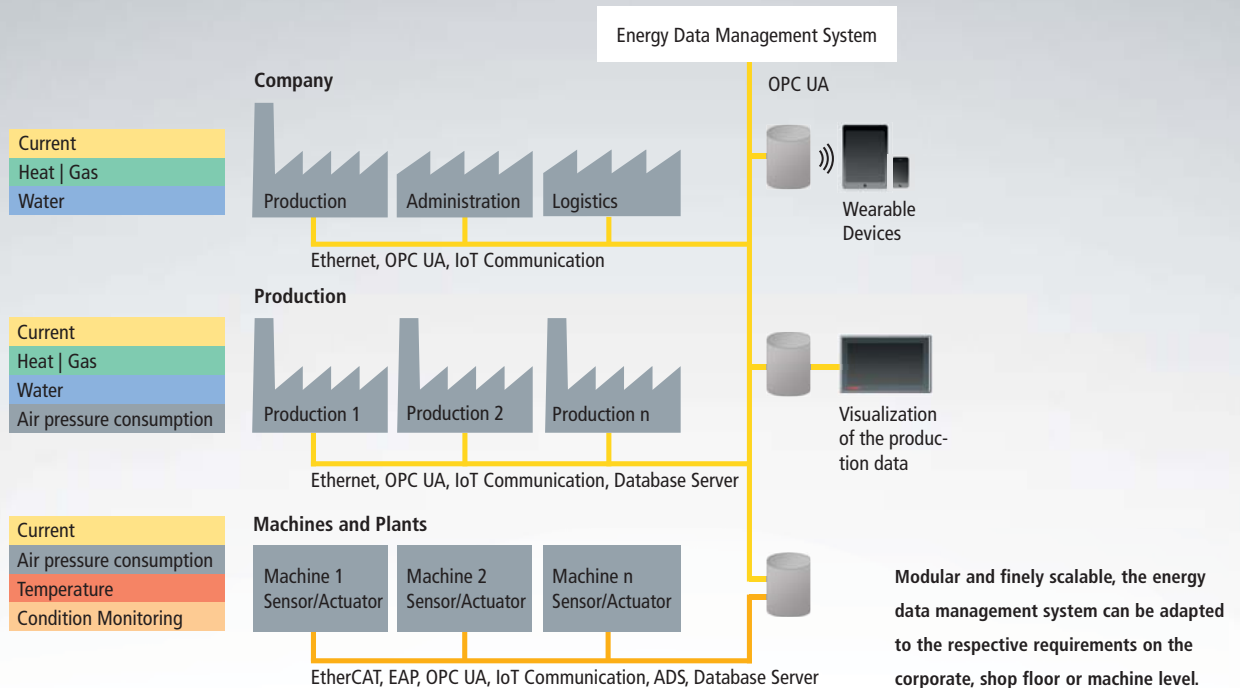 Energy Data Management System
OPC UA
Company
Current
Heat | Gas
Water
Production
Administration
Logistics
Wearable
Devices
Ethernet, OPC UA, IoT Communication
Production
Current
Heat | Gas
Water
Air pressure consumption
Production 1
Production 2
Production n
Visualization
of the produc-
tion data
Ethernet, OPC UA, IoT Communication, Database Server
Machines and Plants
Current
Air pressure consumption
Temperature
Condition Monitoring
Machine 1
Sensor/Actuator
Machine 2
Sensor/Actuator
Machine n
Sensor/Actuator
EtherCAT, EAP, OPC UA, IoT Communication, ADS, Database Server
Modular and finely scalable, the energy
data management system can be adapted
to the respective requirements on the
corporate, shop floor or machine level.